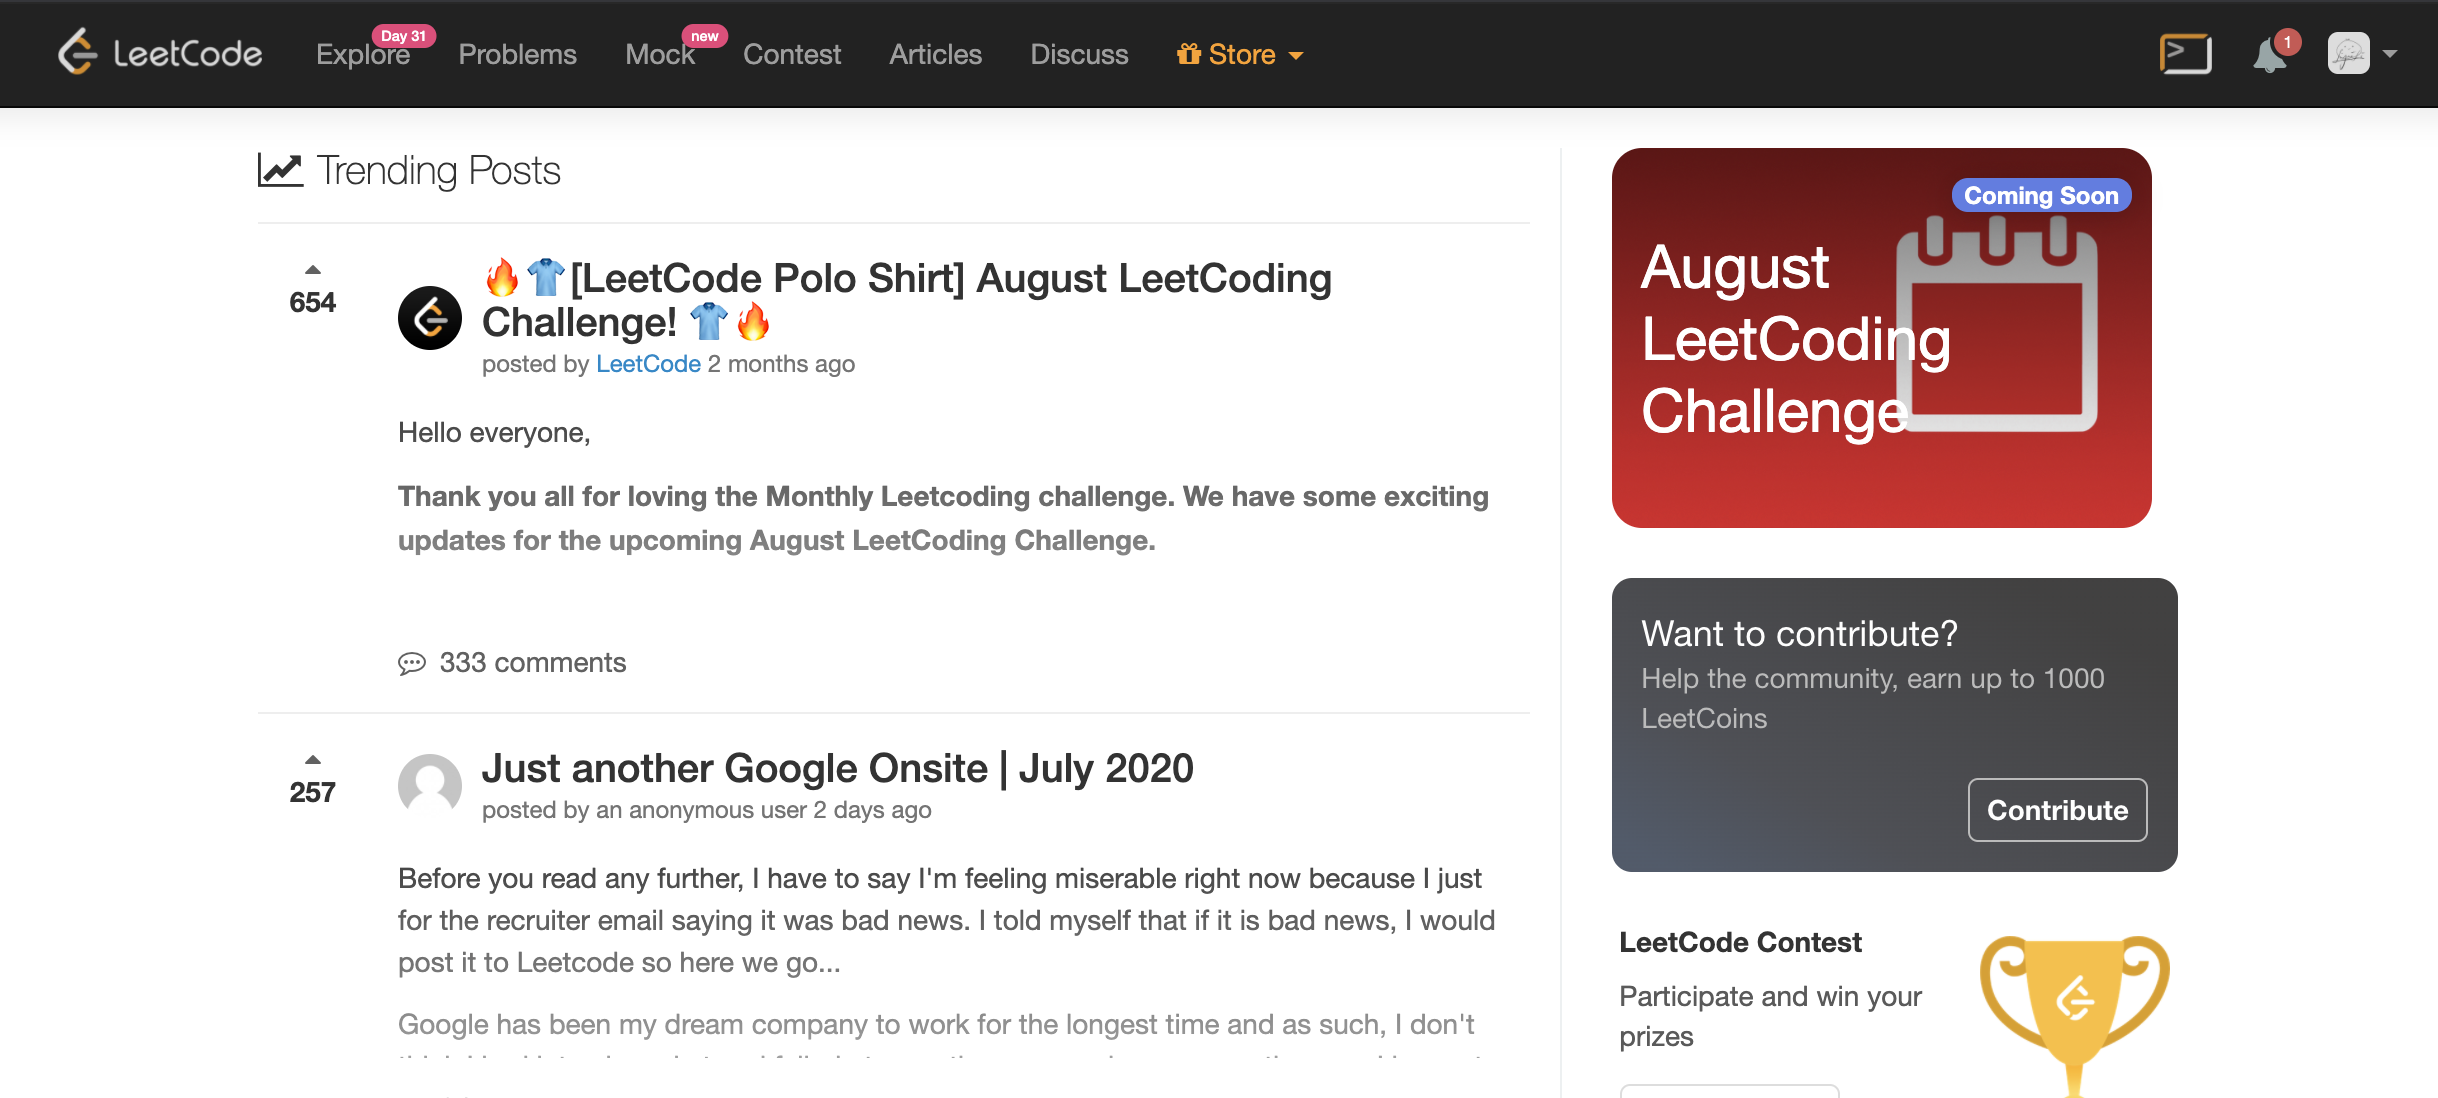 LeetCode
Explore
Day 31
Problems
Mock
new
Contest
Articles
Discuss
Store
1
Trending Posts
654
🔥👕[LeetCode Polo Shirt] August LeetCoding
Challenge! 👕🔥
posted by LeetCode 2 months ago
Hello everyone,
Thank you all for loving the Monthly Leetcoding challenge. We have some exciting
updates for the upcoming August LeetCoding Challenge.
333 comments
257
Just another Google Onsite | July 2020
posted by an anonymous user 2 days ago
Before you read any further, I have to say I'm feeling miserable right now because I just
for the recruiter email saying it was bad news. I told myself that if it is bad news, I would
post it to Leetcode so here we go...
Google has been my dream company to work for the longest time and as such, I don't
Coming Soon
August
LeetCoding
Challenge
Want to contribute?
Help the community, earn up to 1000
LeetCoins
Contribute
LeetCode Contest
Participate and win your
prizes